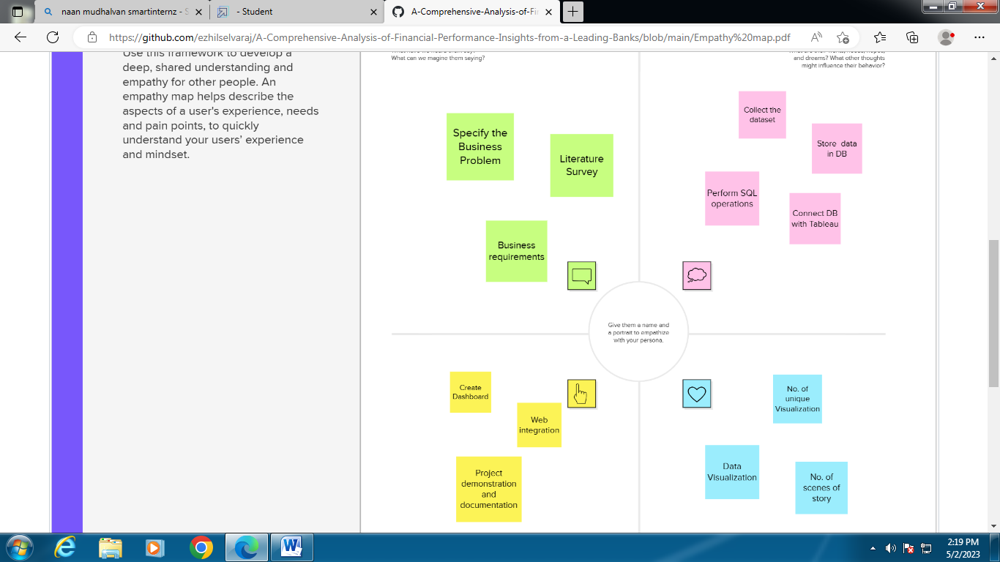 naan mudhalvan smartinternz - S
- Student
A-Comprehensive-Analysis-of-Fin
https://github.com/ezhilselvaraj/A-Comprehensive-Analysis-of-Financial-Performance-Insights-from-a-Leading-Banks/blob/main/Empathy%20map.pdf
Use this framework to develop a
deep, shared understanding and
empathy for other people. An
empathy map helps describe the
aspects of a user's experience, needs
and pain points, to quickly
understand your users' experience
and mindset.
What can we magine them saying?
and dreams? What other thoughts
might influence their behavior?
Specify the
Business
Problem
Literature
Survey
Business
requirements
Collect the
dataset
Store data
in DB
Perform SQL
operations
Connect DB
with Tableau
Give them a name and
a portrait to empathize
with your persona.
Create
Dashboard
Web
integration
Project
demonstration
and
documentation
No. of
unique
Visualization
Data
Visualization
No. of
scenes of
story
2:19 PM
5/2/2023